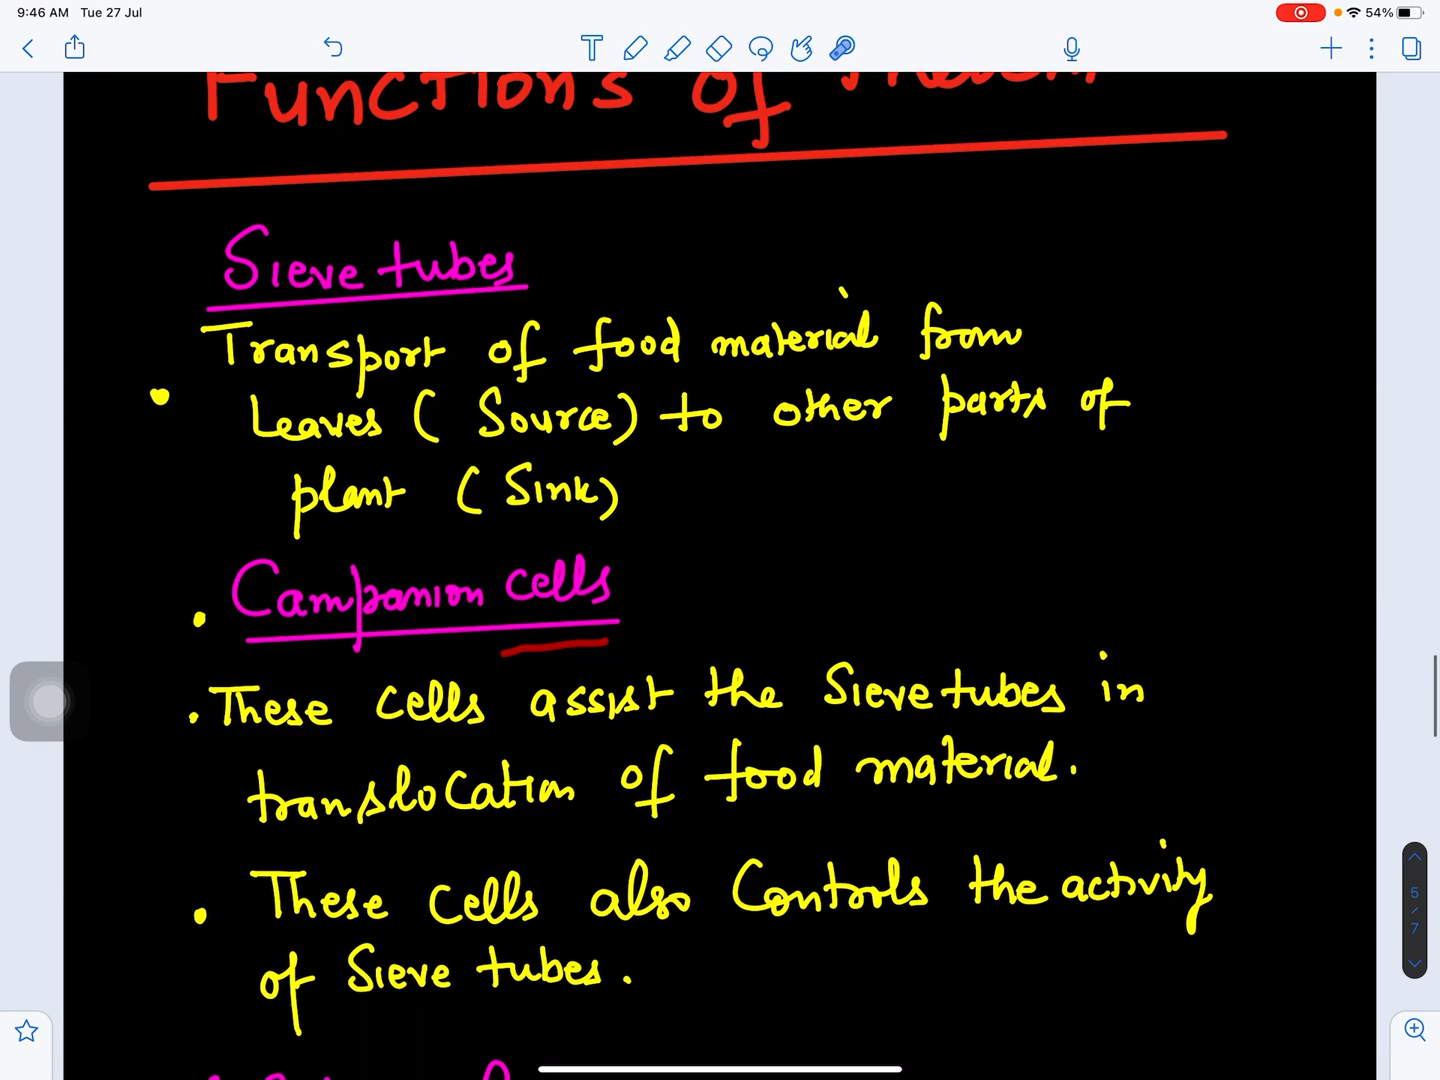 9:46 AM Tue 27 Jul
54%
Functions of
Sieve tubes
Transport of food material from
Leaves (Source) to other parts of
plant (Sink)
Campanion cells
These cells assist the Sieve tubes in
translocation of food material.
These cells also Controls the activity
of Sieve tubes.
5
/
7